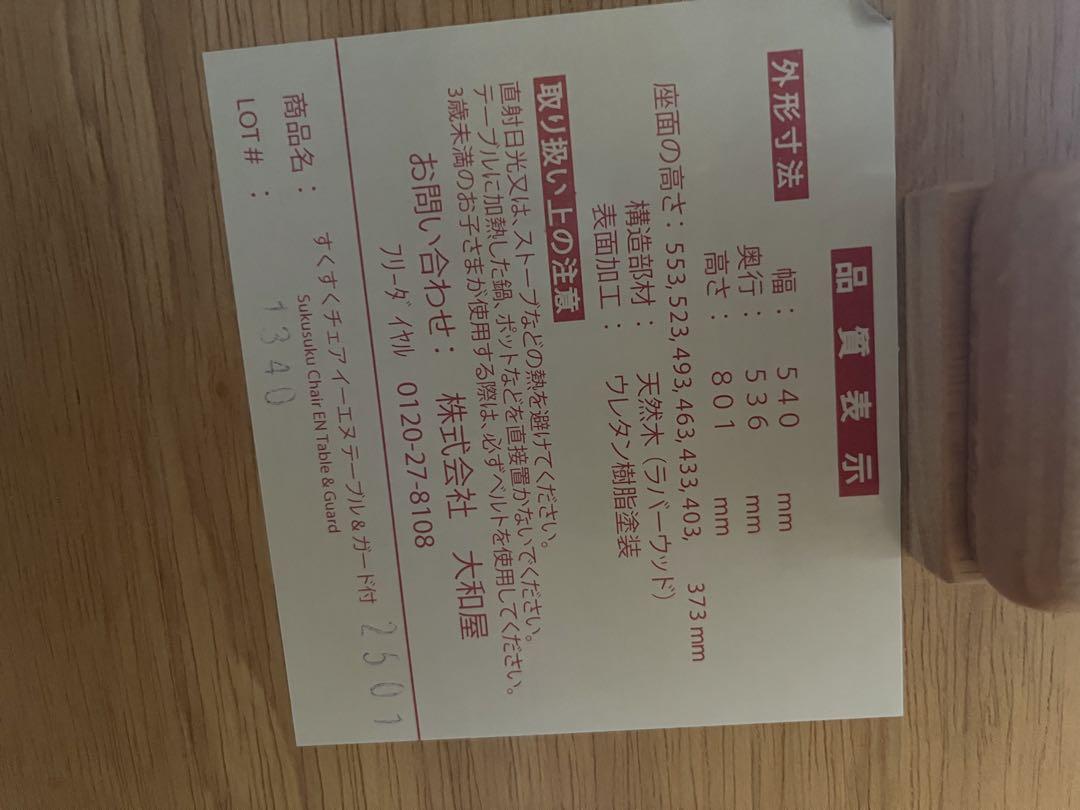 品質表示
外形寸法
幅： 540 mm
奥行： 536 mm
高さ： 801 mm
座面の高さ：553,523,493,463,433,403, 373mm
構造部材： 天然木（ラバーウッド）
表面加工： ウレタン樹脂塗装
取り扱い上の注意
直射日光又は、ストーブなどの熱を避けてください。
テーブルに加熱した鍋、ポットなどを直接置かないでください。
3歳未満のお子さまが使用する際は、必ずベルトを使用してください。
お問い合わせ： 株式会社 大和屋
フリーダイヤル 0120-27-8108
商品名： すくすくチェア イーエヌ テーブル＆ガード付
Sukusuku Chair EN Table & Guard
LOT #： 1340 2501